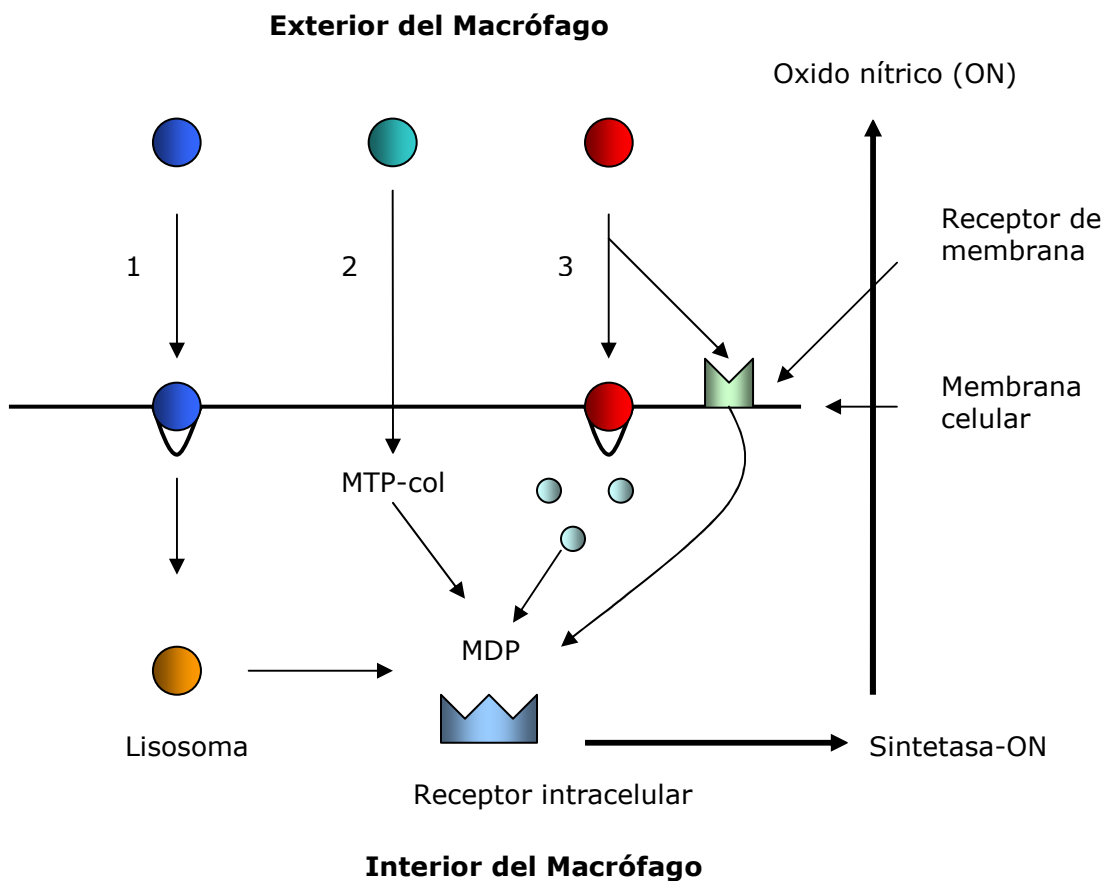 Exterior del Macrófago
Oxido nítrico (ON)
1
2
3
Receptor de
membrana
Membrana
celular
MTP-col
MDP
Lisosoma
Sintetasa-ON
Receptor intracelular
Interior del Macrófago